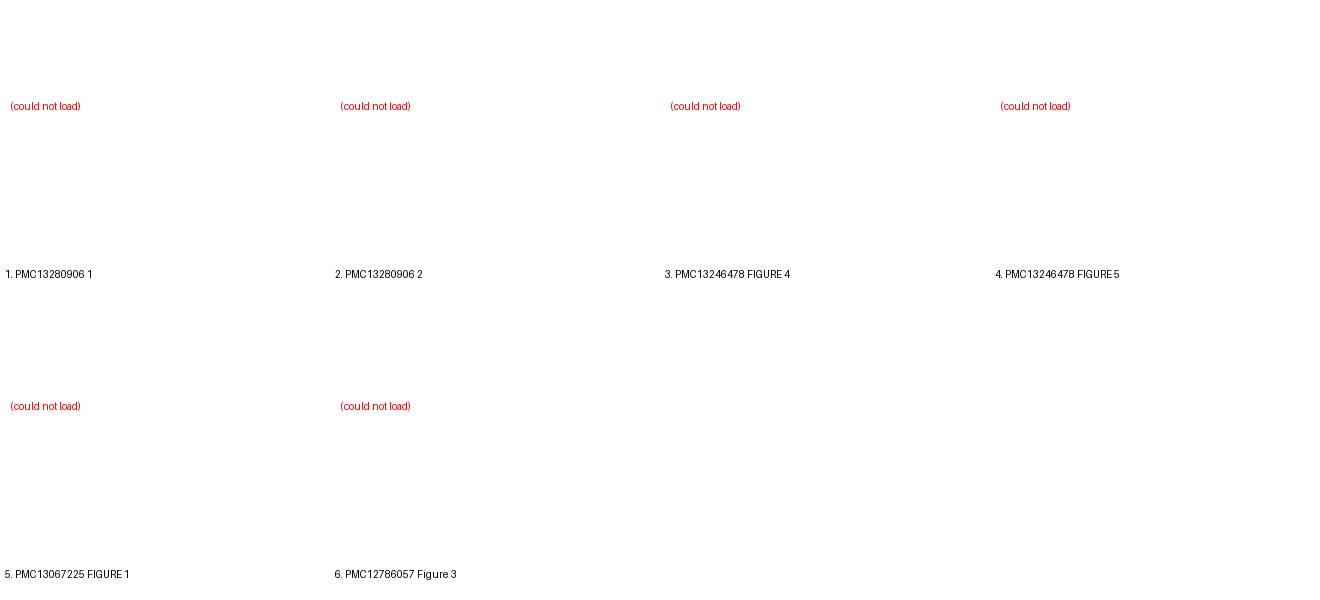 (could not load) (could not load) (could not load) (could not load)
1. PMC13280906 1 2. PMC13280906 2 3. PMC13246478 FIGURE 4 4. PMC13246478 FIGURE 5
(could not load) (could not load)
5. PMC13067225 FIGURE 1 6. PMC12786057 Figure 3